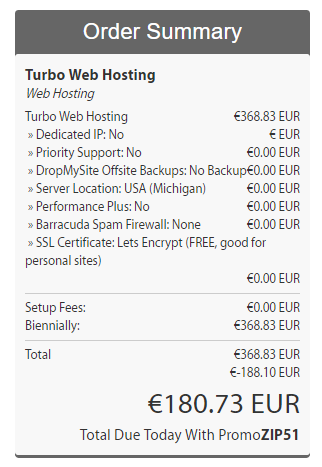 Order Summary
Turbo Web Hosting
Web Hosting
Turbo Web Hosting €368.83 EUR
» Dedicated IP: No € EUR
» Priority Support: No €0.00 EUR
» DropMySite Offsite Backups: No Backup€0.00 EUR
» Server Location: USA (Michigan) €0.00 EUR
» Performance Plus: No €0.00 EUR
» Barracuda Spam Firewall: None €0.00 EUR
» SSL Certificate: Lets Encrypt (FREE, good for
personal sites)
€0.00 EUR
Setup Fees: €0.00 EUR
Biennially: €368.83 EUR
Total €368.83 EUR
€-188.10 EUR
€180.73 EUR
Total Due Today With PromoZIP51